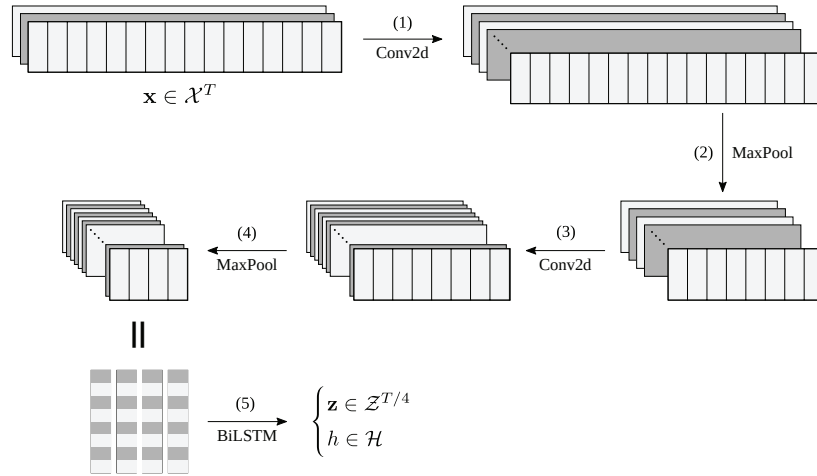 (1)
Conv2d
x ∈ 𝒳^T
(2) MaxPool
(3)
Conv2d
(4)
MaxPool
(5)
BiLSTM
z ∈ 𝒵^{T/4}
h ∈ ℋ